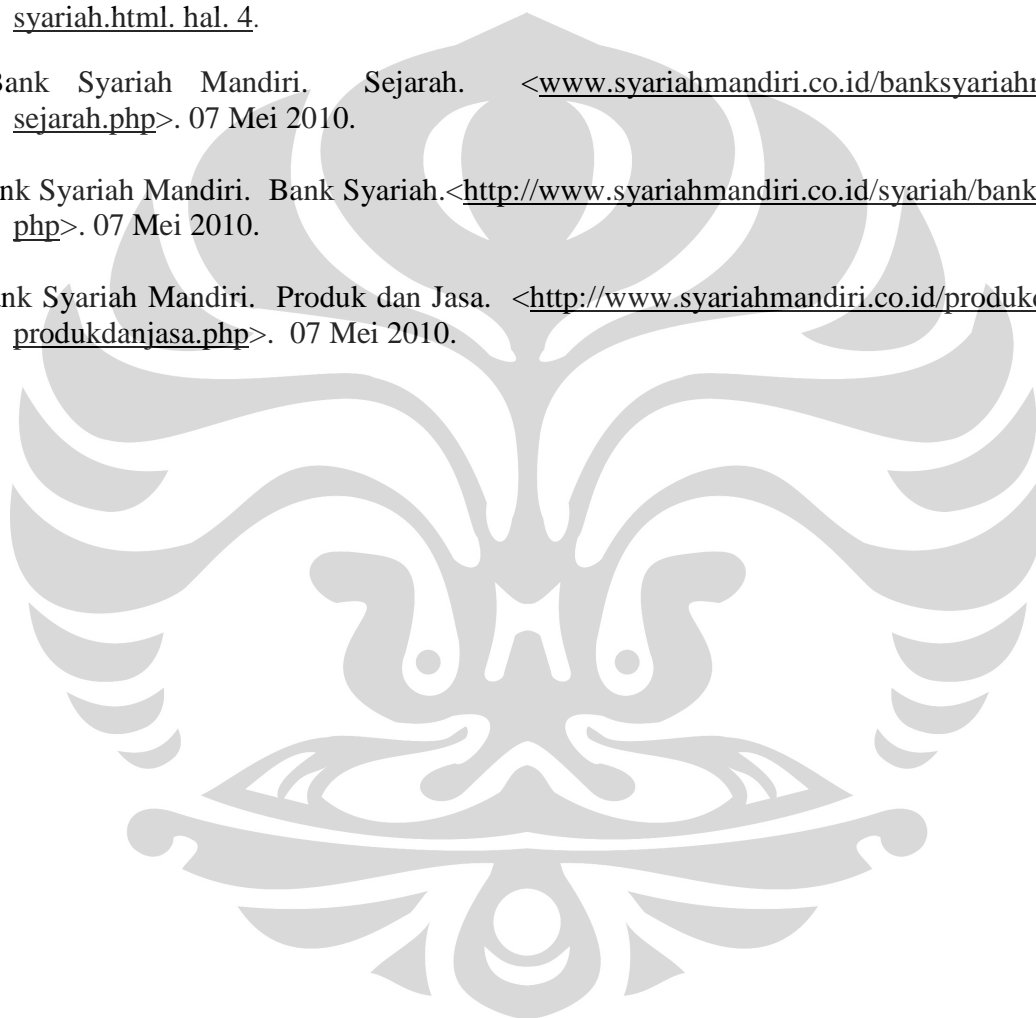 syariah.html. hal. 4.
Bank Syariah Mandiri. Sejarah. <www.syariahmandiri.co.id/banksyariahm
sejarah.php>. 07 Mei 2010.
nk Syariah Mandiri. Bank Syariah.<http://www.syariahmandiri.co.id/syariah/bank
php>. 07 Mei 2010.
nk Syariah Mandiri. Produk dan Jasa. <http://www.syariahmandiri.co.id/produkd
produkdanjasa.php>. 07 Mei 2010.